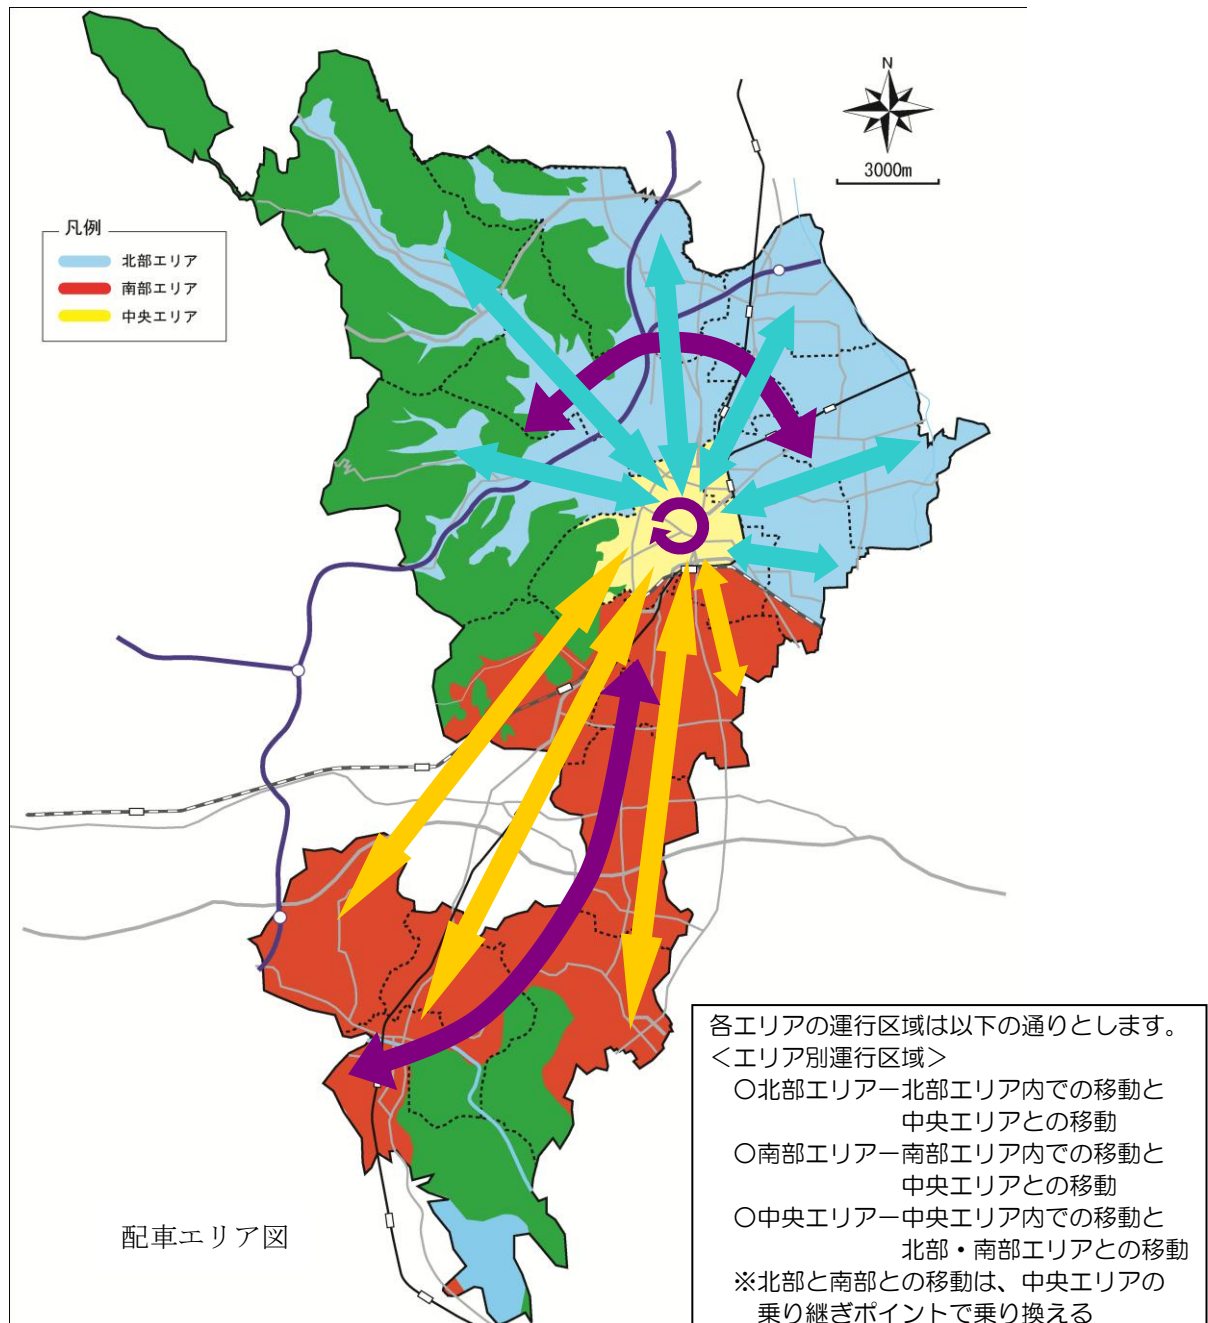 N
3000m
凡例
北部エリア
南部エリア
中央エリア
配車エリア図
各エリアの運行区域は以下の通りとします。
＜エリア別運行区域＞
○北部エリアー北部エリア内での移動と
中央エリアとの移動
○南部エリアー南部エリア内での移動と
中央エリアとの移動
○中央エリアー中央エリア内での移動と
北部・南部エリアとの移動
※北部と南部との移動は、中央エリアの
乗り継ぎポイントで乗り換える